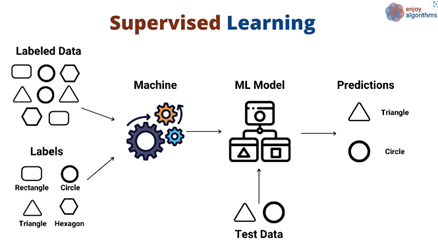 Supervised Learning
enjoy
algorithms
Labeled Data
Machine
ML Model
Predictions
Triangle
Circle
Labels
Rectangle
Circle
Triangle
Hexagon
Test Data